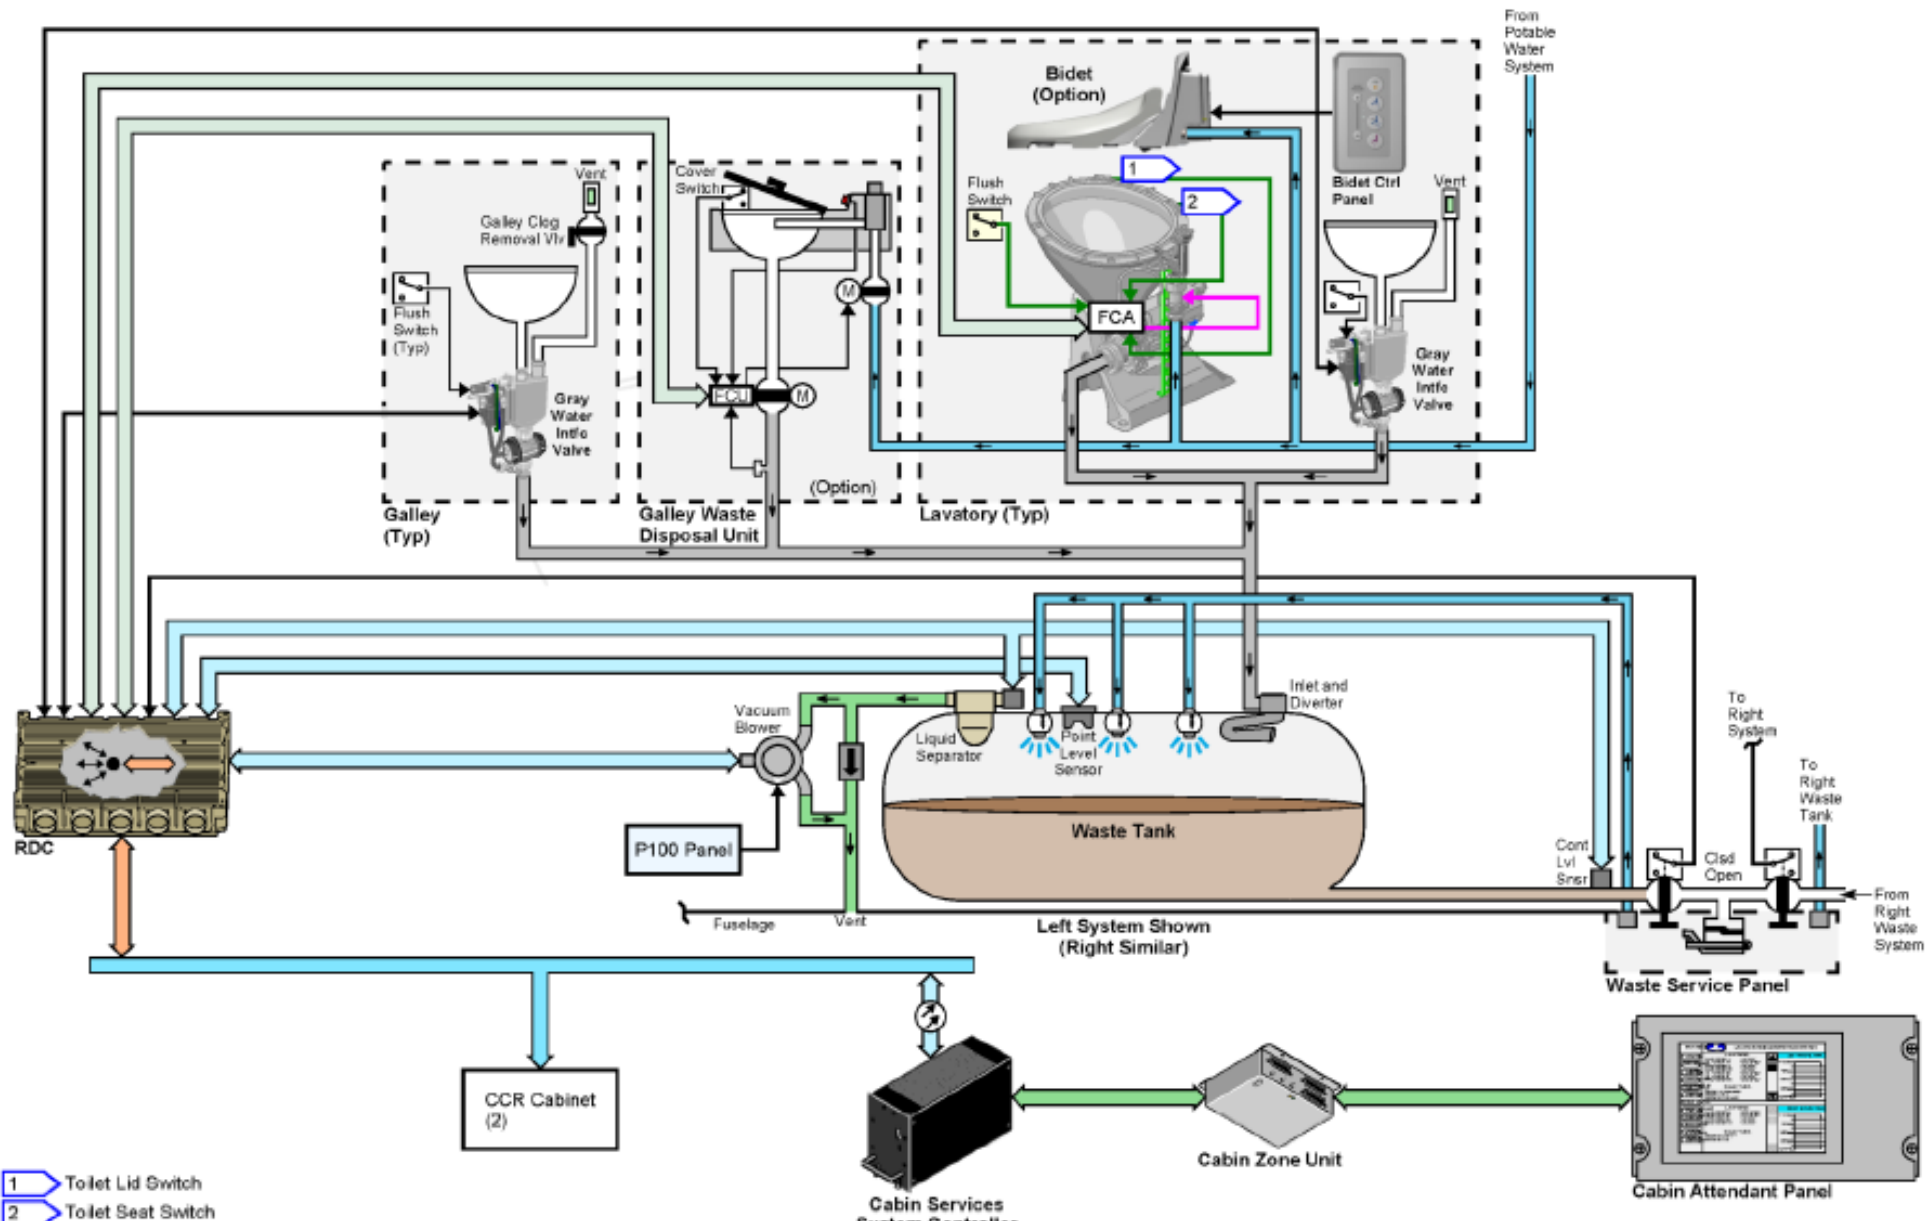 From
Potable
Water
System
Bidet
(Option)
1
Flush
Switch
2
Bidet Ctrl
Panel
Vent
FCA
Gray
Water
Intfc
Valve
Lavatory (Typ)
Cover
Switch
M
FCU
M
(Option)
Galley Waste
Disposal Unit
Vent
Galley Clog
Removal Vlv
Flush
Switch
(Typ)
Gray
Water
Intfc
Valve
Galley
(Typ)
RDC
Vacuum
Blower
P100 Panel
Liquid
Separator
Point
Level
Sensor
Inlet and
Diverter
Waste Tank
Fuselage
Vent
Left System Shown
(Right Similar)
Cont
Lvl
Snsr
To
Right
System
To
Right
Waste
Tank
Clsd
Open
From
Right
Waste
System
Waste Service Panel
CCR Cabinet
(2)
Cabin Services
System Controller
Cabin Zone Unit
Cabin Attendant Panel
1 Toilet Lid Switch
2 Toilet Seat Switch